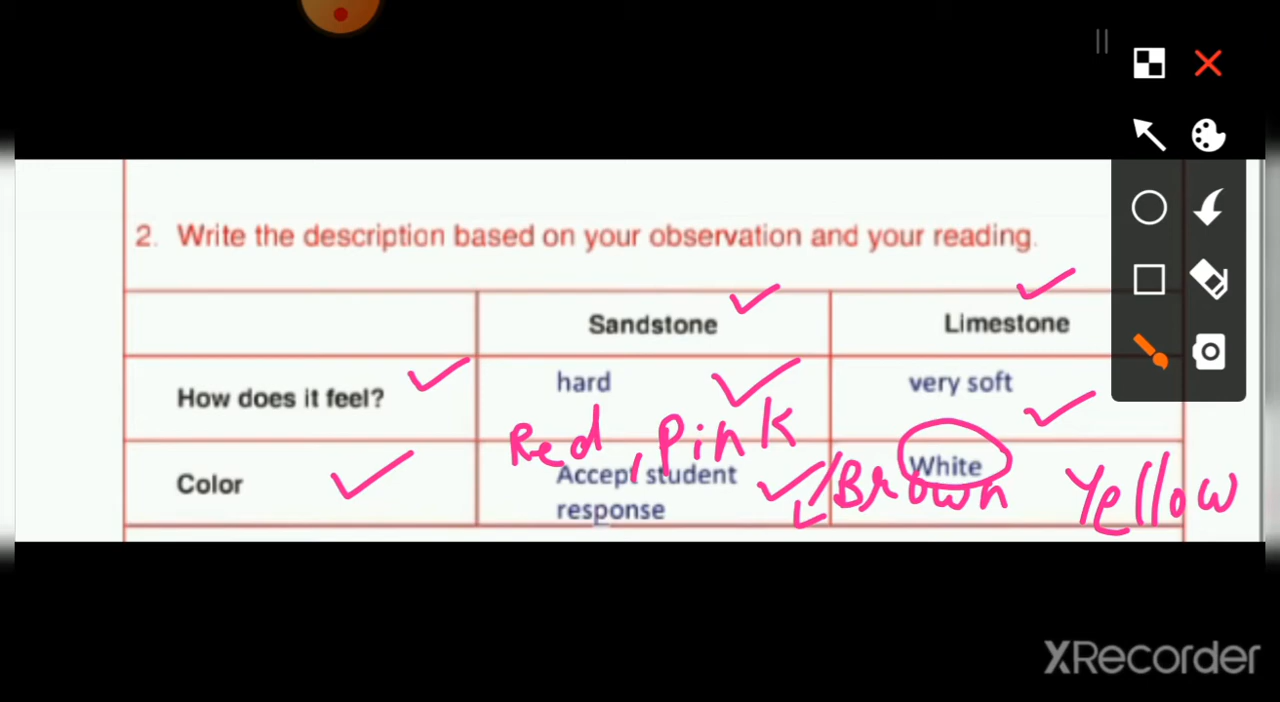 2. Write the description based on your observation and your reading.
Sandstone
Limestone
How does it feel?
hard
very soft
Red, Pink
Color
Accept student
response
White
/Brown
Yellow
XRecorder